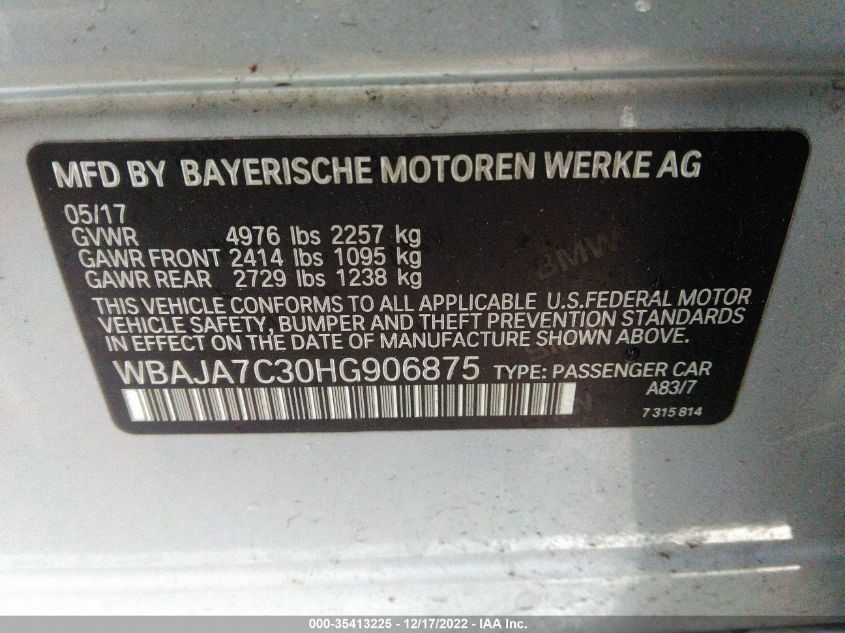 MFD BY BAYERISCHE MOTOREN WERKE AG
05/17
GVWR 4976 lbs 2257 kg
GAWR FRONT 2414 lbs 1095 kg
GAWR REAR 2729 lbs 1238 kg
THIS VEHICLE CONFORMS TO ALL APPLICABLE U.S.FEDERAL MOTOR
VEHICLE SAFETY, BUMPER AND THEFT PREVENTION STANDARDS
IN EFFECT ON THE DATE OF MANUFACTURE SHOWN ABOVE.
WBAJA7C30HG906875 TYPE: PASSENGER CAR
A83/7
7 315 814
BMW
000-35413225 - 12/17/2022 - IAA Inc.